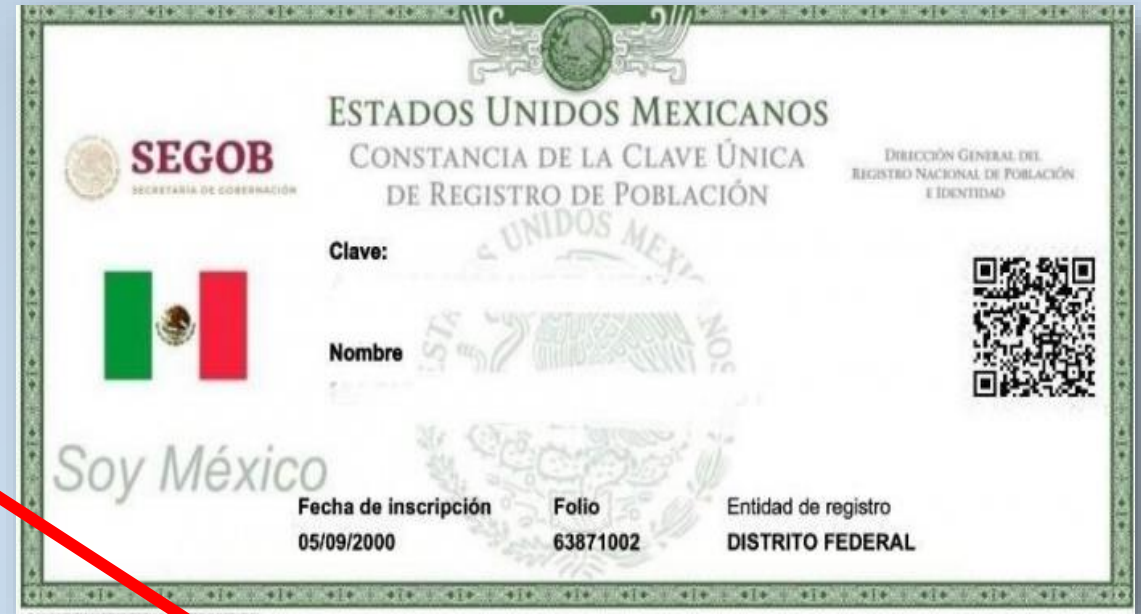 ESTADOS UNIDOS MEXICANOS
SEGOB
SECRETARÍA DE GOBERNACIÓN
CONSTANCIA DE LA CLAVE ÚNICA
DE REGISTRO DE POBLACIÓN
DIRECCIÓN GENERAL DEL
REGISTRO NACIONAL DE POBLACIÓN
E IDENTIDAD
Clave:
Nombre
Soy México
Fecha de inscripción
Folio
Entidad de registro
05/09/2000
63871002
DISTRITO FEDERAL